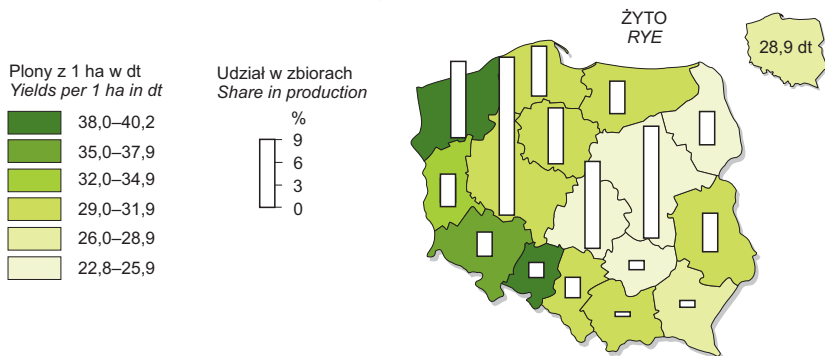 ŻYTO
RYE
28,9 dt
Plony z 1 ha w dt
Yields per 1 ha in dt
38,0–40,2
35,0–37,9
32,0–34,9
29,0–31,9
26,0–28,9
22,8–25,9
Udział w zbiorach
Share in production
%
9
6
3
0